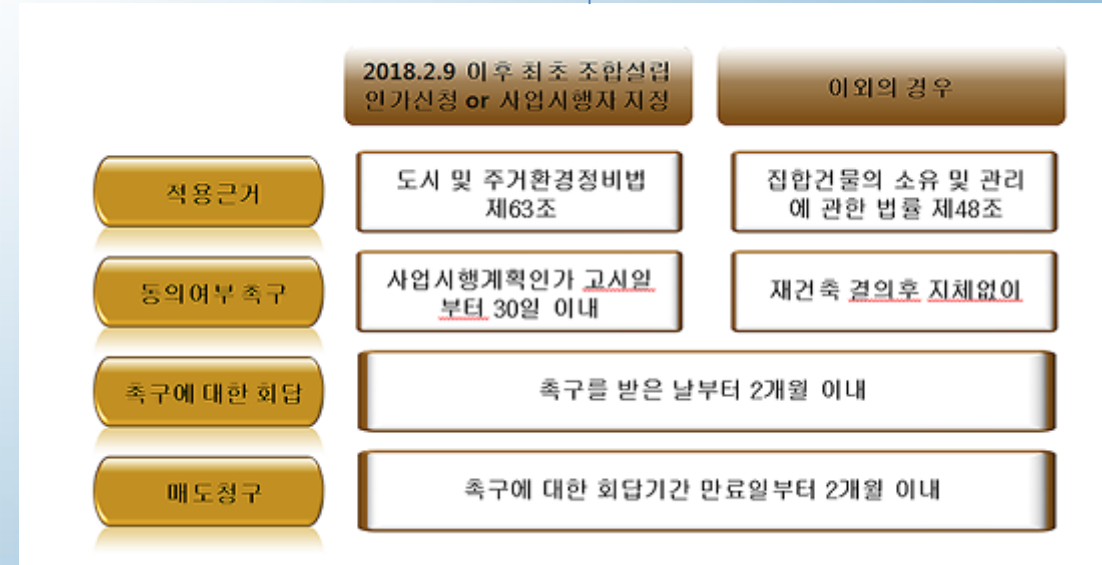 2018.2.9 이후 최초 조합설립
인가신청 or 사업시행자 지정
이외의 경우
적용근거
도시 및 주거환경정비법
제63조
집합건물의 소유 및 관리
에 관한 법률 제48조
동의여부 촉구
사업시행계획인가 고시일
부터 30일 이내
재건축 결의후 지체없이
촉구에 대한 회답
촉구를 받은 날부터 2개월 이내
매도청구
촉구에 대한 회답기간 만료일부터 2개월 이내